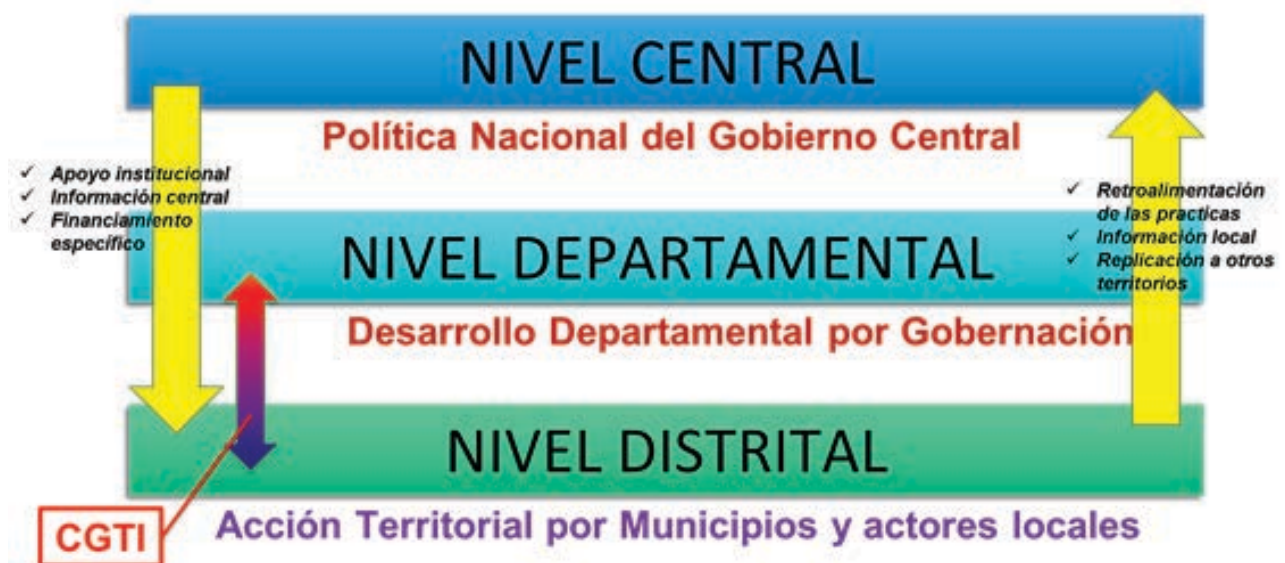 NIVEL CENTRAL
Política Nacional del Gobierno Central
✓ Apoyo institucional
✓ Información central
✓ Financiamiento
específico
✓ Retroalimentación
de las practicas
✓ Información local
✓ Replicación a otros
territorios
NIVEL DEPARTAMENTAL
Desarrollo Departamental por Gobernación
NIVEL DISTRITAL
CGTI
Acción Territorial por Municipios y actores locales